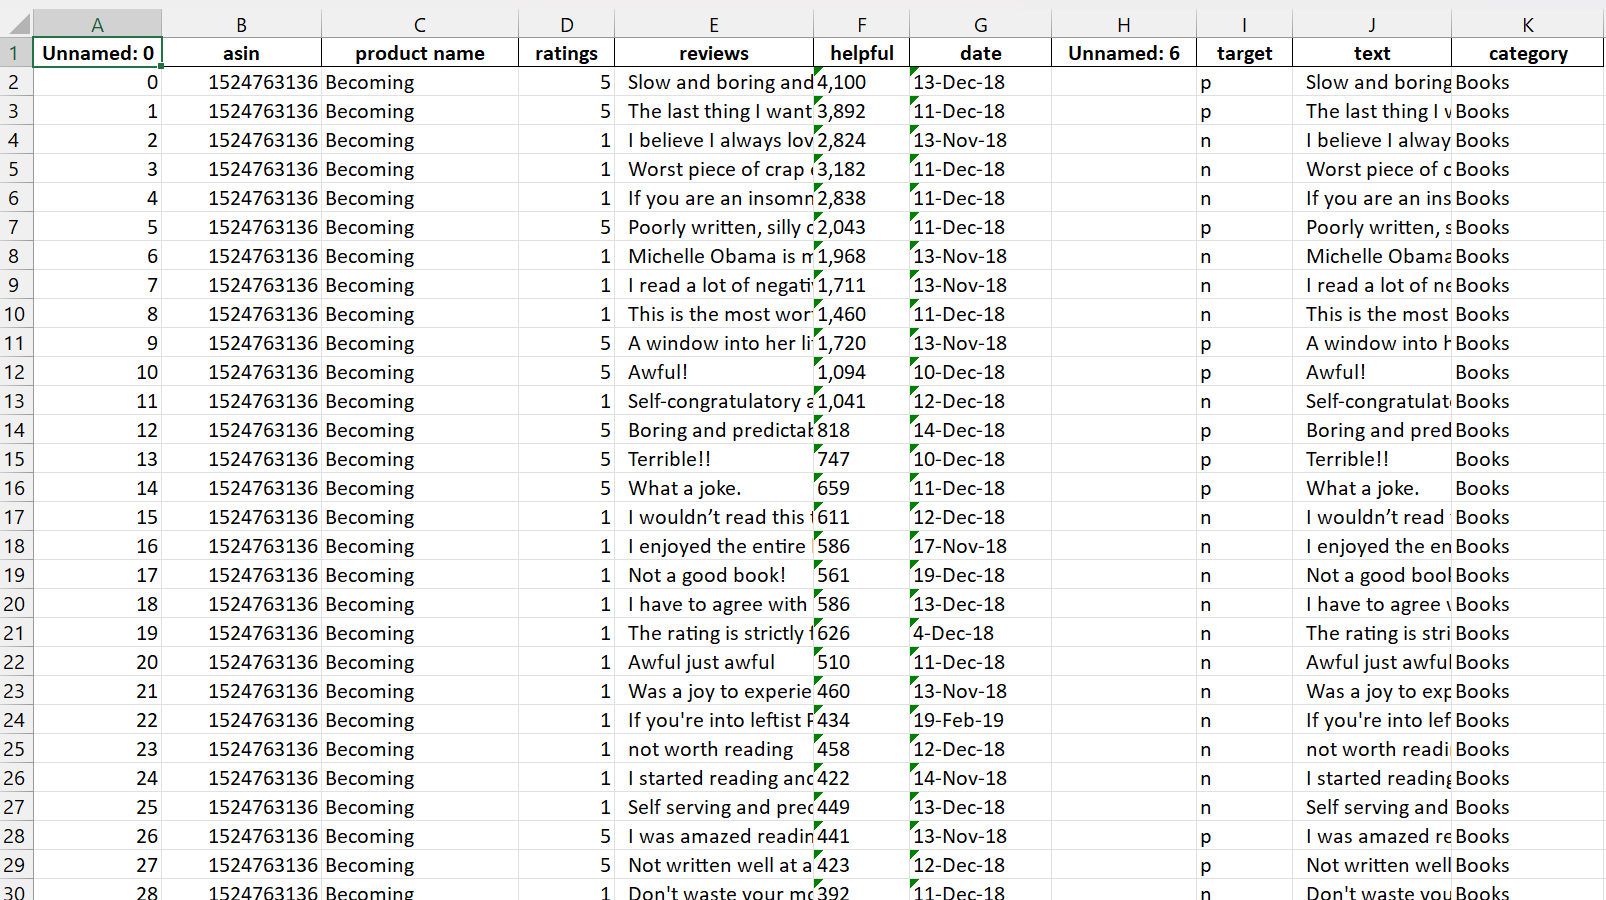 A B C D E F G H I J K
1 Unnamed: 0 asin product name ratings reviews helpful date Unnamed: 6 target text category
2 0 1524763136 Becoming 5 Slow and boring and 4,100 13-Dec-18 p Slow and boring Books
3 1 1524763136 Becoming 5 The last thing I want 3,892 11-Dec-18 p The last thing I Books
4 2 1524763136 Becoming 1 I believe I always lov 2,824 13-Nov-18 n I believe I alway Books
5 3 1524763136 Becoming 1 Worst piece of crap 3,182 11-Dec-18 n Worst piece of Books
6 4 1524763136 Becoming 1 If you are an insomn 2,838 11-Dec-18 n If you are an ins Books
7 5 1524763136 Becoming 5 Poorly written, silly 2,043 11-Dec-18 p Poorly written, Books
8 6 1524763136 Becoming 1 Michelle Obama is 1,968 13-Nov-18 n Michelle Obama Books
9 7 1524763136 Becoming 1 I read a lot of negati 1,711 13-Nov-18 n I read a lot of ne Books
10 8 1524763136 Becoming 1 This is the most wor 1,460 11-Dec-18 n This is the most Books
11 9 1524763136 Becoming 5 A window into her li 1,720 13-Nov-18 p A window into h Books
12 10 1524763136 Becoming 5 Awful! 1,094 10-Dec-18 p Awful! Books
13 11 1524763136 Becoming 1 Self-congratulatory a 1,041 12-Dec-18 n Self-congratulat Books
14 12 1524763136 Becoming 5 Boring and predictab 818 14-Dec-18 p Boring and pred Books
15 13 1524763136 Becoming 5 Terrible!! 747 10-Dec-18 p Terrible!! Books
16 14 1524763136 Becoming 5 What a joke. 659 11-Dec-18 p What a joke. Books
17 15 1524763136 Becoming 1 I wouldn’t read this 611 12-Dec-18 n I wouldn’t read Books
18 16 1524763136 Becoming 1 I enjoyed the entire 586 17-Nov-18 n I enjoyed the en Books
19 17 1524763136 Becoming 1 Not a good book! 561 19-Dec-18 n Not a good book Books
20 18 1524763136 Becoming 1 I have to agree with 586 13-Dec-18 n I have to agree Books
21 19 1524763136 Becoming 1 The rating is strictly 626 4-Dec-18 n The rating is stri Books
22 20 1524763136 Becoming 1 Awful just awful 510 11-Dec-18 n Awful just awful Books
23 21 1524763136 Becoming 1 Was a joy to experie 460 13-Nov-18 n Was a joy to exp Books
24 22 1524763136 Becoming 1 If you're into leftist 434 19-Feb-19 n If you're into lef Books
25 23 1524763136 Becoming 1 not worth reading 458 12-Dec-18 n not worth readi Books
26 24 1524763136 Becoming 1 I started reading and 422 14-Nov-18 n I started reading Books
27 25 1524763136 Becoming 1 Self serving and pred 449 13-Dec-18 n Self serving and Books
28 26 1524763136 Becoming 5 I was amazed readin 441 13-Nov-18 p I was amazed re Books
29 27 1524763136 Becoming 5 Not written well at a 423 12-Dec-18 p Not written well Books
30 28 1524763136 Becoming 1 Don't waste your mo 392 11-Dec-18 n Don't waste you Books